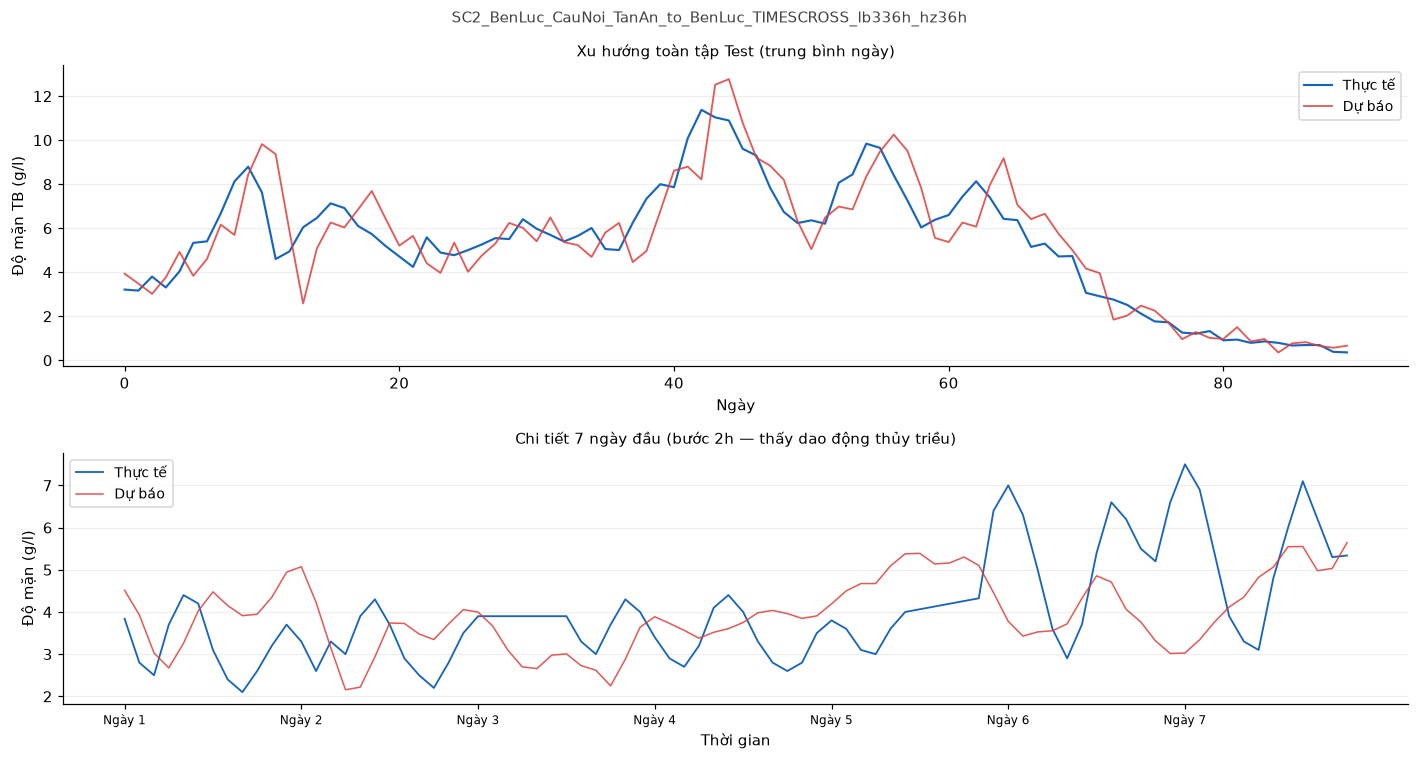 SC2_BenLuc_CauNoi_TanAn_to_BenLuc_TIMESCROSS_lb336h_hz36h
Xu hướng toàn tập Test (trung bình ngày)
Độ mặn TB (g/l)
12
10
8
6
4
2
0
Thực tế
Dự báo
0 20 40 60 80
Ngày
Chi tiết 7 ngày đầu (bước 2h — thấy dao động thủy triều)
Độ mặn (g/l)
Thực tế
Dự báo
7
6
5
4
3
2
Ngày 1 Ngày 2 Ngày 3 Ngày 4 Ngày 5 Ngày 6 Ngày 7
Thời gian